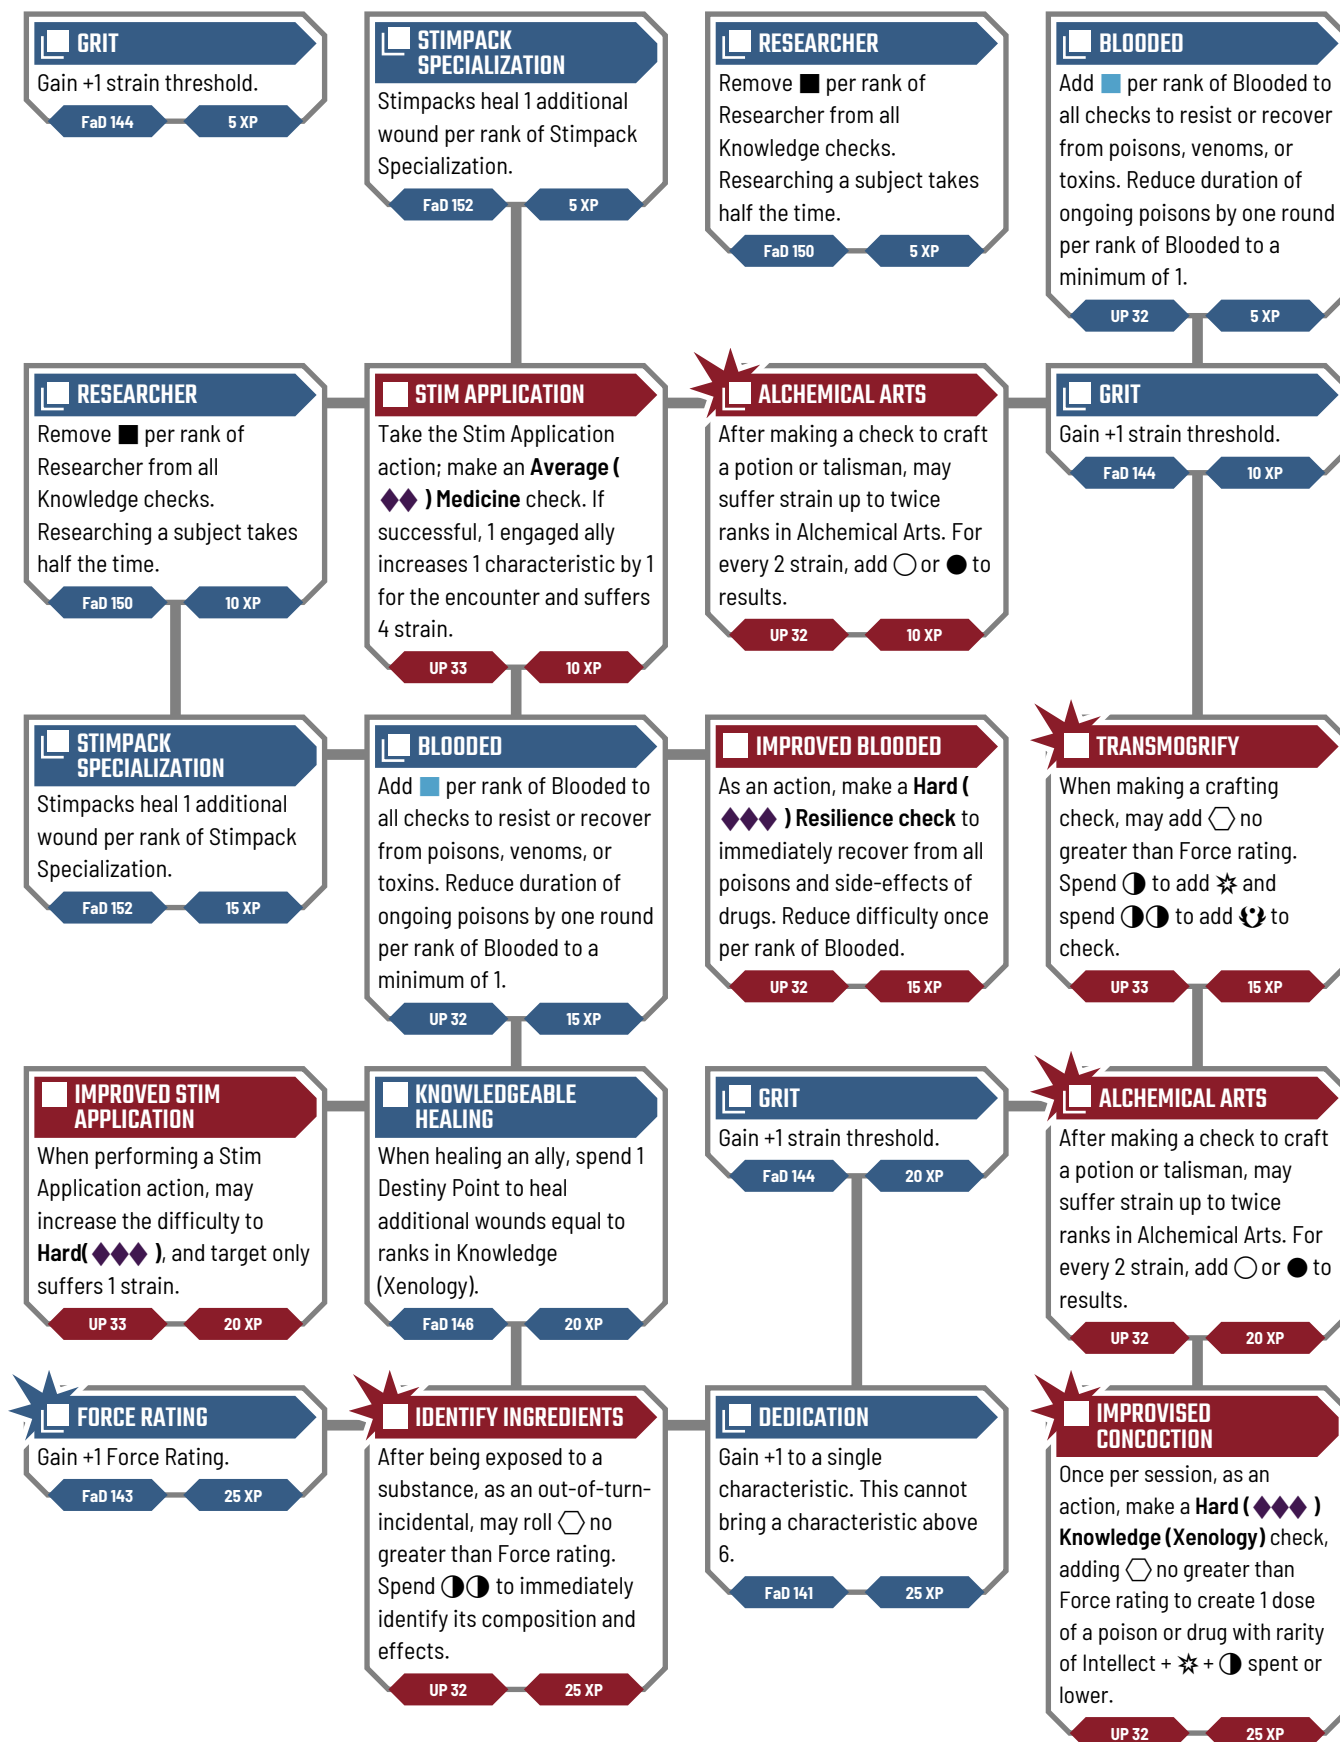 GRIT
Gain +1 strain threshold.
FaD 144
5 XP
STIMPACK
SPECIALIZATION
Stimpacks heal 1 additional
wound per rank of Stimpack
Specialization.
FaD 152
5 XP
RESEARCHER
Remove ■ per rank of
Researcher from all
Knowledge checks.
Researching a subject takes
half the time.
FaD 150
5 XP
BLOODED
Add ■ per rank of Blooded to
all checks to resist or recover
from poisons, venoms, or
toxins. Reduce duration of
ongoing poisons by one round
per rank of Blooded to a
minimum of 1.
UP 32
5 XP
RESEARCHER
Remove ■ per rank of
Researcher from all
Knowledge checks.
Researching a subject takes
half the time.
FaD 150
10 XP
STIM APPLICATION
Take the Stim Application
action; make an Average (
◆◆ ) Medicine check. If
successful, 1 engaged ally
increases 1 characteristic by 1
for the encounter and suffers
4 strain.
UP 33
10 XP
ALCHEMICAL ARTS
After making a check to craft
a potion or talisman, may
suffer strain up to twice
ranks in Alchemical Arts. For
every 2 strain, add ○ or ● to
results.
UP 32
10 XP
GRIT
Gain +1 strain threshold.
FaD 144
10 XP
STIMPACK
SPECIALIZATION
Stimpacks heal 1 additional
wound per rank of Stimpack
Specialization.
FaD 152
15 XP
BLOODED
Add ■ per rank of Blooded to
all checks to resist or recover
from poisons, venoms, or
toxins. Reduce duration of
ongoing poisons by one round
per rank of Blooded to a
minimum of 1.
UP 32
15 XP
IMPROVED BLOODED
As an action, make a Hard (
◆◆◆ ) Resilience check to
immediately recover from all
poisons and side-effects of
drugs. Reduce difficulty once
per rank of Blooded.
UP 32
15 XP
TRANSMOGRIFY
When making a crafting
check, may add ⬡ no
greater than Force rating.
Spend ◑ to add and
spend ◑◑ to add to
check.
UP 33
15 XP
IMPROVED STIM
APPLICATION
When performing a Stim
Application action, may
increase the difficulty to
Hard( ◆◆◆ ), and target only
suffers 1 strain.
UP 33
20 XP
KNOWLEDGEABLE
HEALING
When healing an ally, spend 1
Destiny Point to heal
additional wounds equal to
ranks in Knowledge
(Xenology).
FaD 146
20 XP
GRIT
Gain +1 strain threshold.
FaD 144
20 XP
ALCHEMICAL ARTS
After making a check to craft
a potion or talisman, may
suffer strain up to twice
ranks in Alchemical Arts. For
every 2 strain, add ○ or ● to
results.
UP 32
20 XP
FORCE RATING
Gain +1 Force Rating.
FaD 143
25 XP
IDENTIFY INGREDIENTS
After being exposed to a
substance, as an out-of-turn-
incidental, may roll ⬡ no
greater than Force rating.
Spend ◑◑ to immediately
identify its composition and
effects.
UP 32
25 XP
DEDICATION
Gain +1 to a single
characteristic. This cannot
bring a characteristic above
6.
FaD 141
25 XP
IMPROVISED
CONCOCTION
Once per session, as an
action, make a Hard ( ◆◆◆ )
Knowledge (Xenology) check,
adding ⬡ no greater than
Force rating to create 1 dose
of a poison or drug with rarity
of Intellect + + ◑ spent or
lower.
UP 32
25 XP